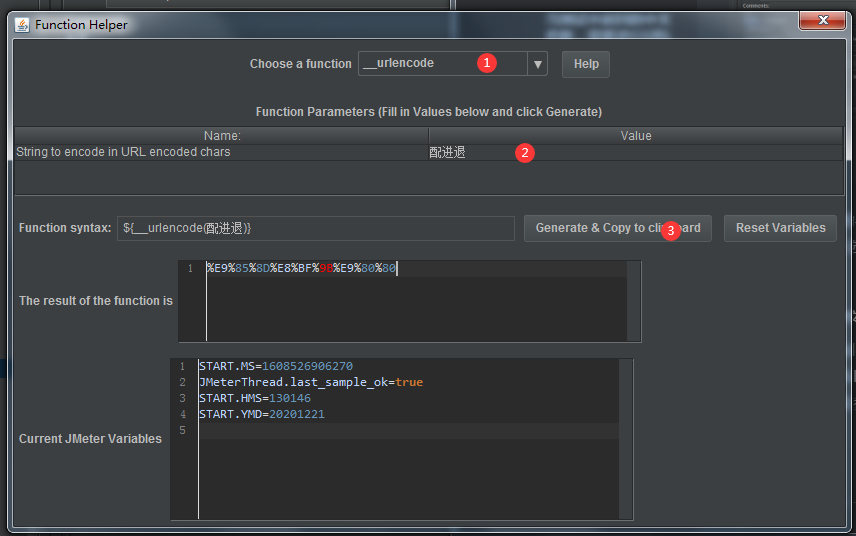 Comments:
Function Helper
Choose a function __urlencode 1 Help
Function Parameters (Fill in Values below and click Generate)
Name: Value
String to encode in URL encoded chars 配进退 2
Function syntax: ${__urlencode(配进退)} Generate & Copy to clipboard 3 Reset Variables
1 %E9%85%8D%E8%BF%9B%E9%80%80
The result of the function is
1 START.MS=1608526906270
2 JMeterThread.last_sample_ok=true
3 START.HMS=130146
4 START.YMD=20201221
5
Current JMeter Variables